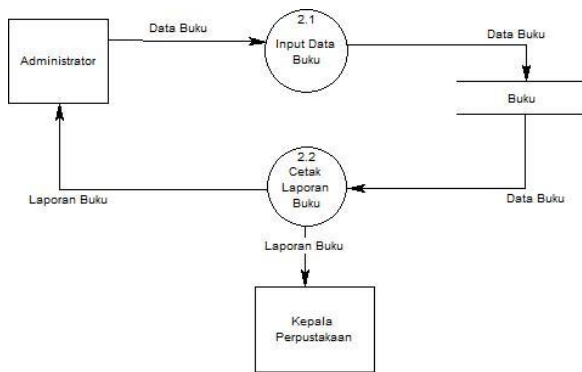 Data Buku
2.1
Input Data
Buku
Data Buku
Administrator
Buku
2.2
Cetak
Laporan
Buku
Laporan Buku
Data Buku
Laporan Buku
Kepala
Perpustakaan